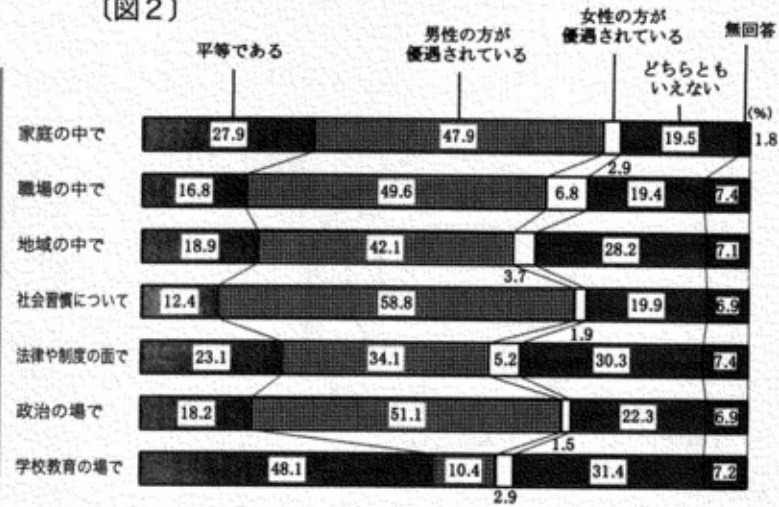 〔図2〕
平等である
男性の方が
優遇されている
女性の方が
優遇されている
どちらとも
いえない
無回答
(%)
家庭の中で 27.9 47.9 2.9 19.5 1.8
職場の中で 16.8 49.6 6.8 19.4 7.4
地域の中で 18.9 42.1 3.7 28.2 7.1
社会習慣について 12.4 58.8 1.9 19.9 6.9
法律や制度の面で 23.1 34.1 5.2 30.3 7.4
政治の場で 18.2 51.1 1.5 22.3 6.9
学校教育の場で 48.1 10.4 2.9 31.4 7.2